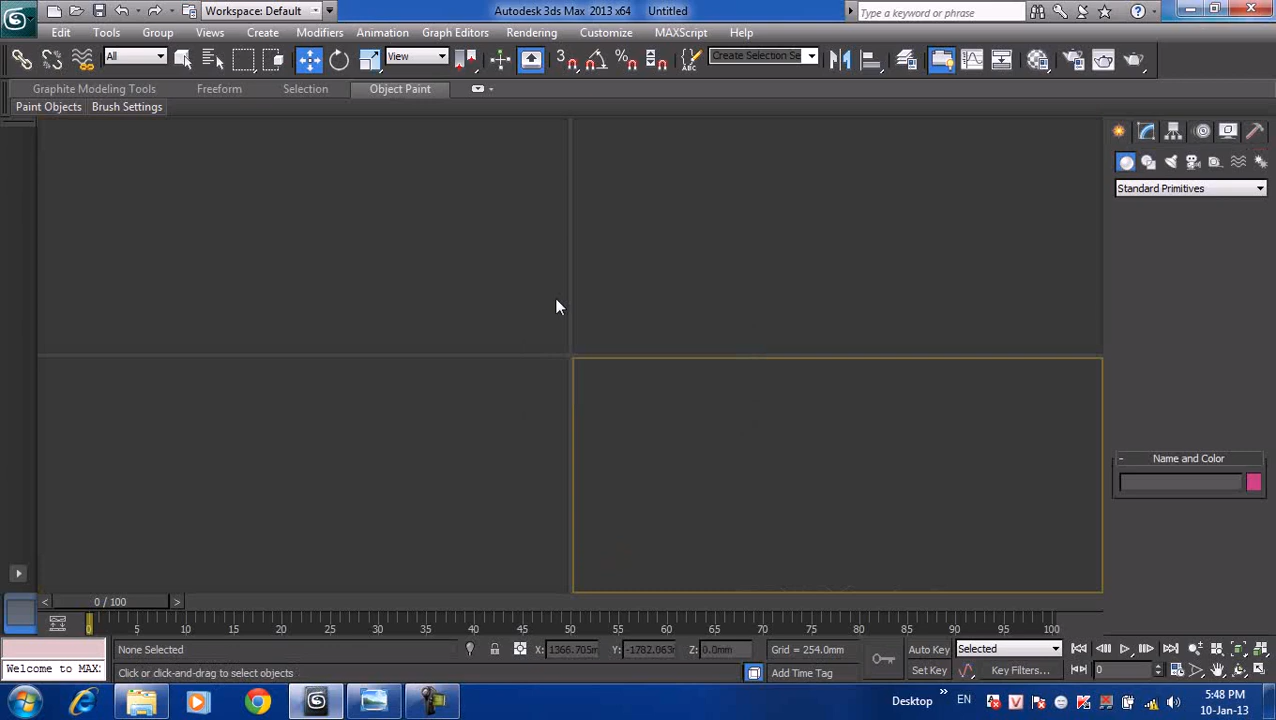 Workspace: Default
Autodesk 3ds Max 2013 x64 Untitled
Type a keyword or phrase
Edit Tools Group Views Create Modifiers Animation Graph Editors Rendering Customize MAXScript Help
All
View
3
Create Selection Se
Graphite Modeling Tools Freeform Selection Object Paint
Paint Objects Brush Settings
Standard Primitives
- Name and Color
< 0 / 100 >
0 5 10 15 20 25 30 35 40 45 50 55 60 65 70 75 80 85 90 95 100
None Selected
X: 1366.705m Y: -1782.063m Z: 0.0mm Grid = 254.0mm
Auto Key Selected
Welcome to MAX:
Click or click-and-drag to select objects
Add Time Tag
Set Key Key Filters... 0
Desktop » EN
5:48 PM
10-Jan-13